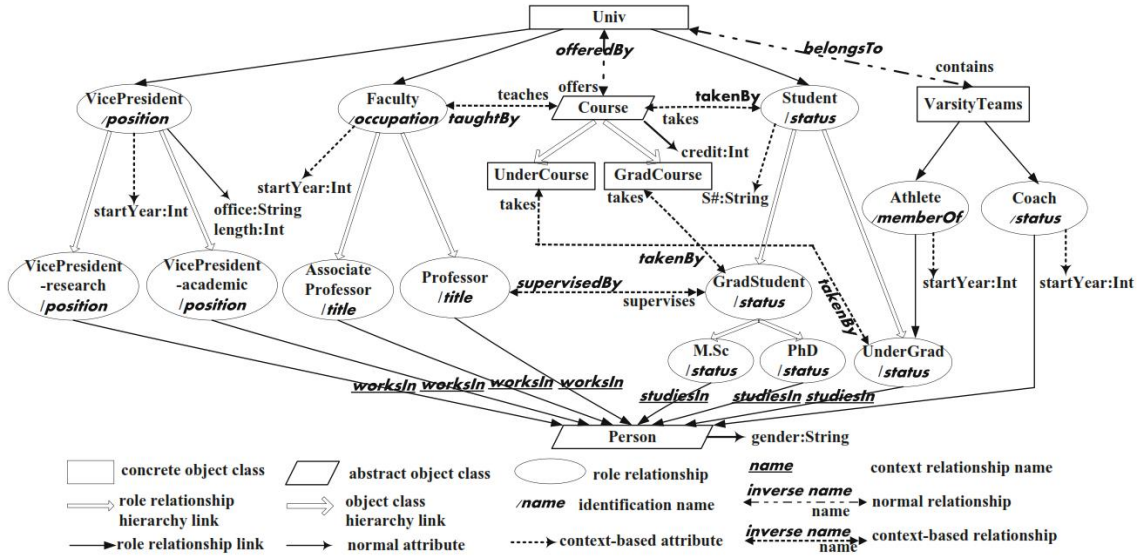 Univ
offeredBy
belongsTo
contains
VicePresident
/position
Faculty
/occupation
teaches
taughtBy
offers
Course
takenBy
takes
Student
/status
VarsityTeams
credit:Int
startYear:Int
office:String
length:Int
startYear:Int
UnderCourse
GradCourse
takes
takes
S#:String
Athlete
/memberOf
Coach
/status
takenBy
VicePresident
-research
/position
VicePresident
-academic
/position
Associate
Professor
/title
Professor
/title
supervisedBy
supervises
GradStudent
/status
takenBy
startYear:Int
startYear:Int
M.Sc
/status
PhD
/status
UnderGrad
/status
worksIn worksIn worksIn worksIn
studiesIn
studiesIn studiesIn
Person
gender:String
concrete object class
abstract object class
role relationship
name
context relationship name
role relationship
hierarchy link
object class
hierarchy link
/name
identification name
inverse name
name
normal relationship
role relationship link
normal attribute
context-based attribute
inverse name
name
context-based relationship